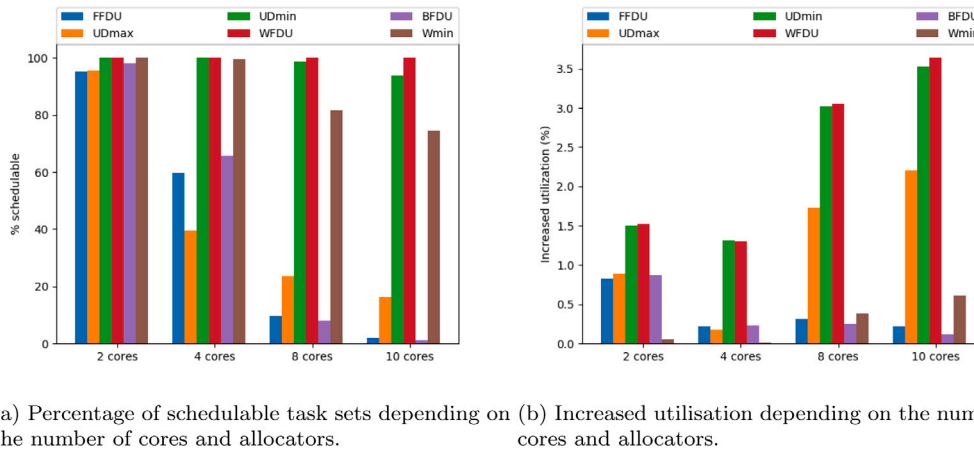 FFDU UDmin BFDU
UDmax WFDU Wmin
% schedulable
100
80
60
40
20
0
2 cores 4 cores 8 cores 10 cores
a) Percentage of schedulable task sets depending on
he number of cores and allocators.
FFDU UDmin BFDU
UDmax WFDU Wmin
Increased utilization (%)
3.5
3.0
2.5
2.0
1.5
1.0
0.5
0.0
2 cores 4 cores 8 cores 10 cores
(b) Increased utilisation depending on the num
cores and allocators.